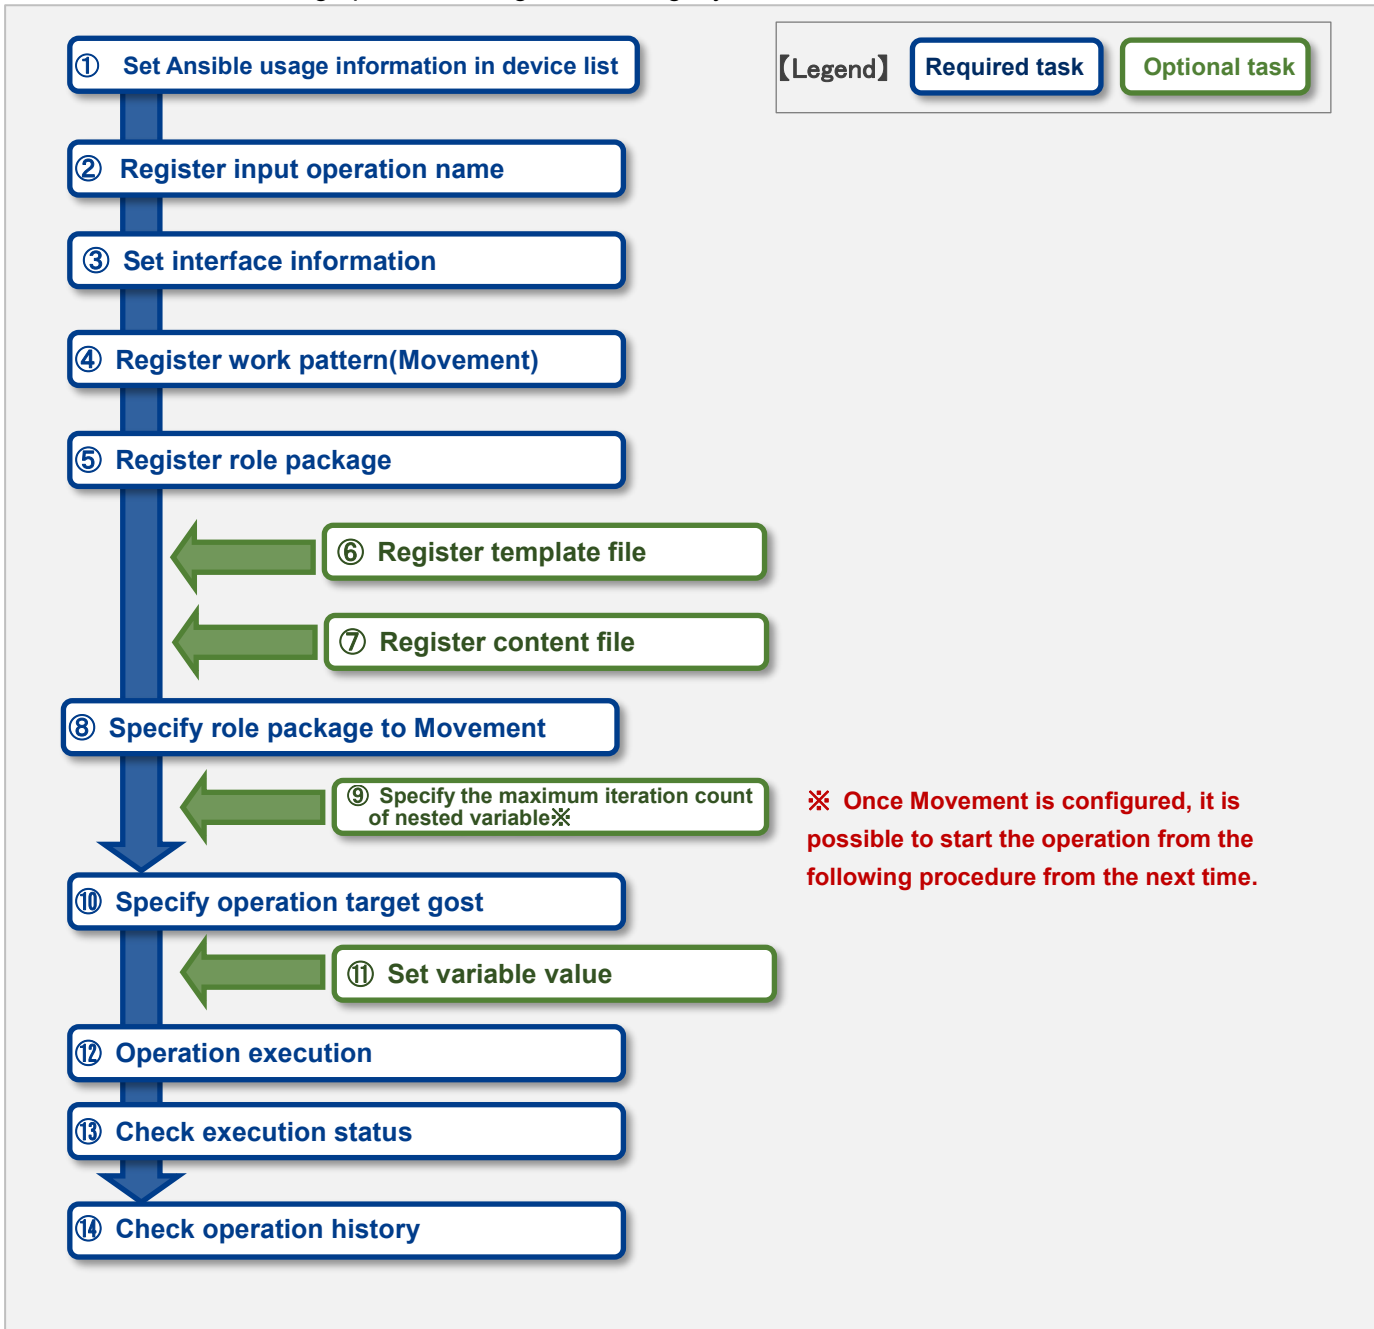 ① Set Ansible usage information in device list
【Legend】 Required task Optional task
② Register input operation name
③ Set interface information
④ Register work pattern(Movement)
⑤ Register role package
⑥ Register template file
⑦ Register content file
⑧ Specify role package to Movement
⑨ Specify the maximum iteration count
of nested variable※
※ Once Movement is configured, it is
possible to start the operation from the
following procedure from the next time.
⑩ Specify operation target gost
⑪ Set variable value
⑫ Operation execution
⑬ Check execution status
⑭ Check operation history